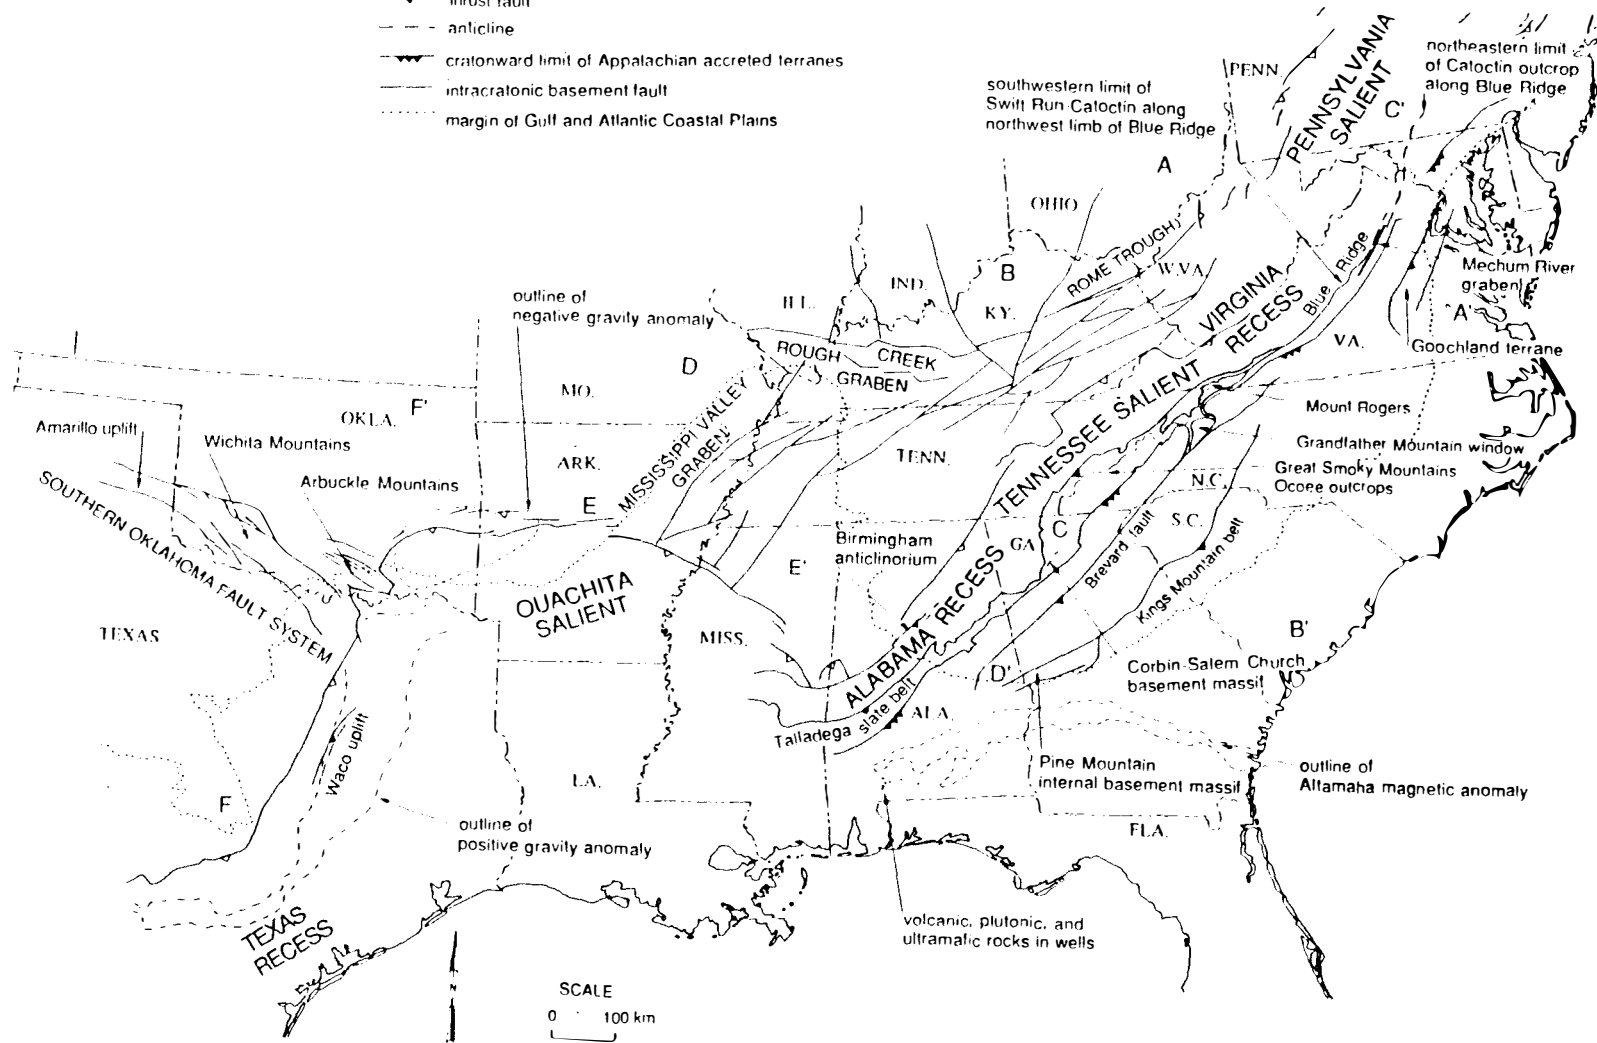 thrust fault
anticline
cratonward limit of Appalachian accreted terranes
intracratonic basement fault
margin of Gulf and Atlantic Coastal Plains
PENNSYLVANIA
SALIENT
northeastern limit
of Catoctin outcrop
along Blue Ridge
PENN.
southwestern limit of
Swift Run-Catoctin along
northwest limb of Blue Ridge
C'
A
OHIO
ROME TROUGH
W.VA.
B
IND.
ILL.
KY.
VIRGINIA
RECESS
Blue Ridge
Mechum River
graben
A'
VA.
Goochland terrane
outline of
negative gravity anomaly
ROUGH CREEK
GRABEN
D
MO.
MISSISSIPPI VALLEY
GRABEN
F'
OKLA.
Amarillo uplift
Wichita Mountains
Arbuckle Mountains
SOUTHERN OKLAHOMA FAULT SYSTEM
ARK.
E
TENN.
TENNESSEE SALIENT
Mount Rogers
Grandfather Mountain window
Great Smoky Mountains
Ocoee outcrops
N.C.
S.C.
GA.
C
Brevard fault
Kings Mountain belt
Birmingham
anticlinorium
E'
OUACHITA
SALIENT
TEXAS
MISS.
ALABAMA RECESS
B'
D'
Corbin-Salem Church
basement massif
ALA.
Talladega slate belt
Waco uplift
F
LA.
Pine Mountain
internal basement massif
outline of
Altamaha magnetic anomaly
FLA.
outline of
positive gravity anomaly
TEXAS
RECESS
volcanic, plutonic, and
ultramafic rocks in wells
N
SCALE
0 100 km